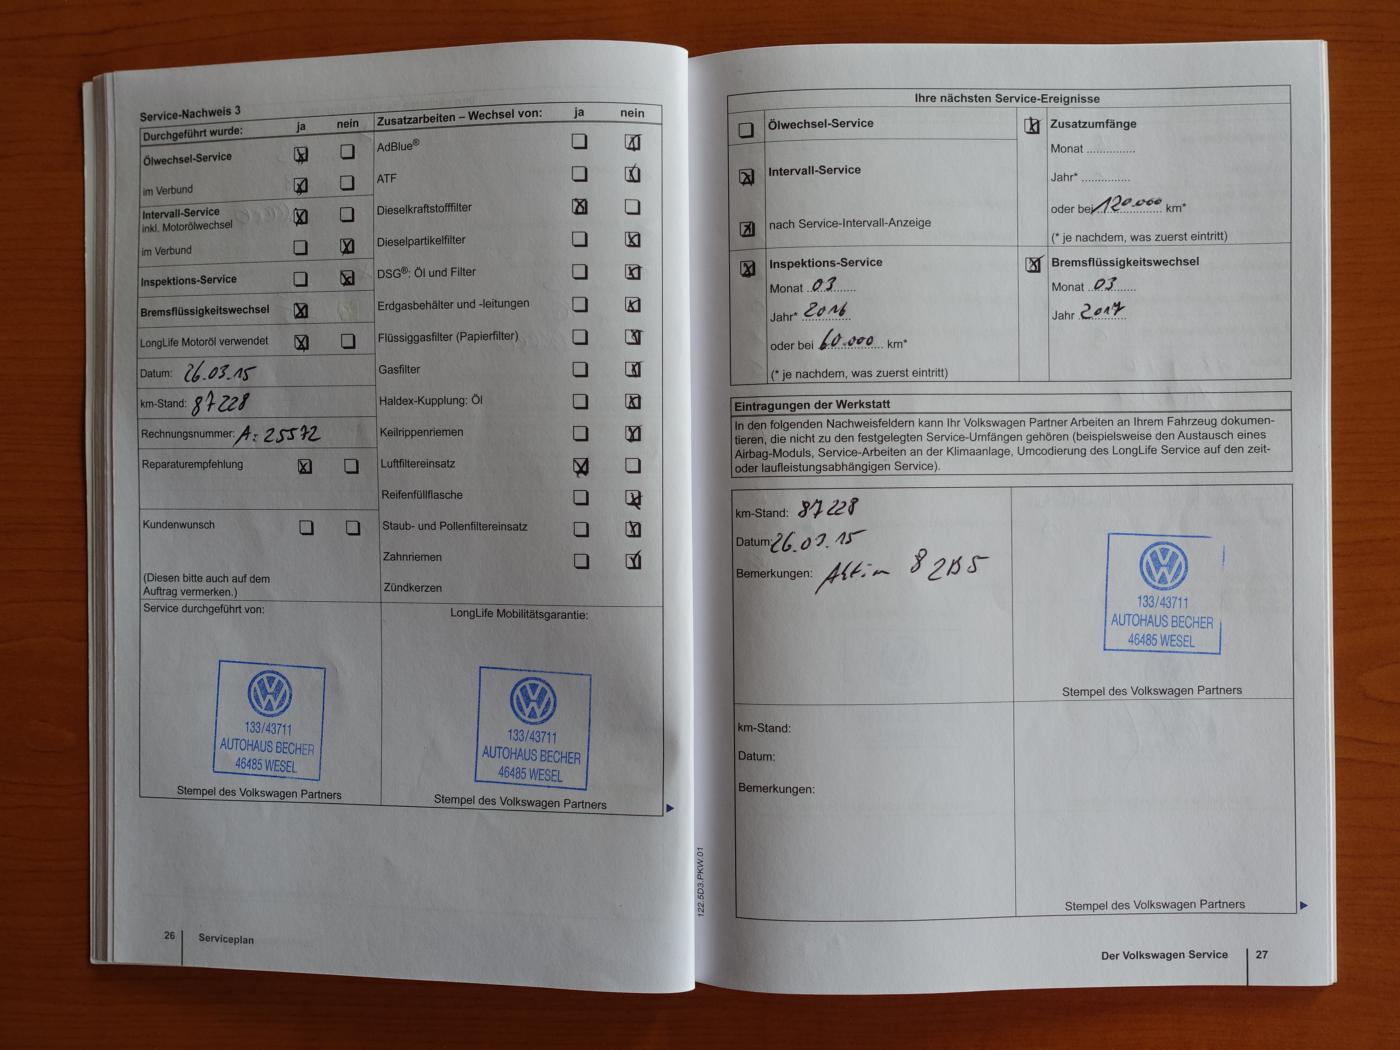 Service-Nachweis 3
Durchgeführt wurde: ja nein
Ölwechsel-Service
im Verbund
Intervall-Service
inkl. Motorölwechsel
im Verbund
Inspektions-Service
Bremsflüssigkeitswechsel
LongLife Motoröl verwendet
Datum: 26.03.15
km-Stand: 87228
Rechnungsnummer: A: 25572
Reparaturempfehlung
Kundenwunsch
(Diesen bitte auch auf dem
Auftrag vermerken.)
Zusatzarbeiten – Wechsel von: ja nein
AdBlue®
ATF
Dieselkraftstofffilter
Dieselpartikelfilter
DSG®: Öl und Filter
Erdgasbehälter und -leitungen
Flüssiggasfilter (Papierfilter)
Gasfilter
Haldex-Kupplung: Öl
Keilrippenriemen
Luftfiltereinsatz
Reifenfüllflasche
Staub- und Pollenfiltereinsatz
Zahnriemen
Zündkerzen
Service durchgeführt von:
133/43711
AUTOHAUS BECHER
46485 WESEL
Stempel des Volkswagen Partners
LongLife Mobilitätsgarantie:
133/43711
AUTOHAUS BECHER
46485 WESEL
Stempel des Volkswagen Partners
26 Serviceplan
122.5D3.PKW.01
Ihre nächsten Service-Ereignisse
Ölwechsel-Service
Intervall-Service
nach Service-Intervall-Anzeige
Zusatzumfänge
Monat ..............
Jahr* ..............
oder bei 120.000 km*
(* je nachdem, was zuerst eintritt)
Inspektions-Service
Monat 03
Jahr* 2016
oder bei 60.000 km*
(* je nachdem, was zuerst eintritt)
Bremsflüssigkeitswechsel
Monat 03
Jahr 2017
Eintragungen der Werkstatt
In den folgenden Nachweisfeldern kann Ihr Volkswagen Partner Arbeiten an Ihrem Fahrzeug dokumen-
tieren, die nicht zu den festgelegten Service-Umfängen gehören (beispielsweise den Austausch eines
Airbag-Moduls, Service-Arbeiten an der Klimaanlage, Umcodierung des LongLife Service auf den zeit-
oder laufleistungsabhängigen Service).
km-Stand: 87228
Datum: 26.03.15
Bemerkungen:
133/43711
AUTOHAUS BECHER
46485 WESEL
Stempel des Volkswagen Partners
km-Stand:
Datum:
Bemerkungen:
Stempel des Volkswagen Partners
Der Volkswagen Service 27